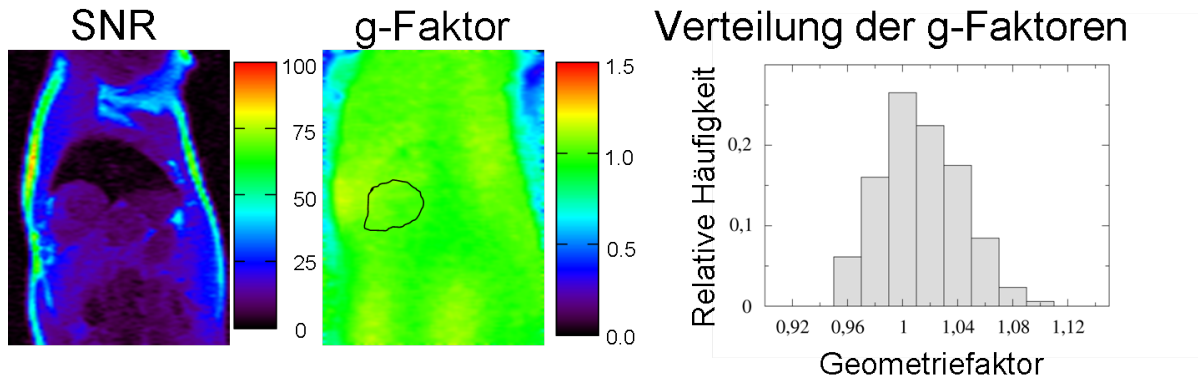 SNR
g-Faktor
Verteilung der g-Faktoren
100
75
50
25
0
1.5
1.0
0.5
0.0
Relative Häufigkeit
0,2
0,1
0
0,92 0,96 1 1,04 1,08 1,12
Geometriefaktor